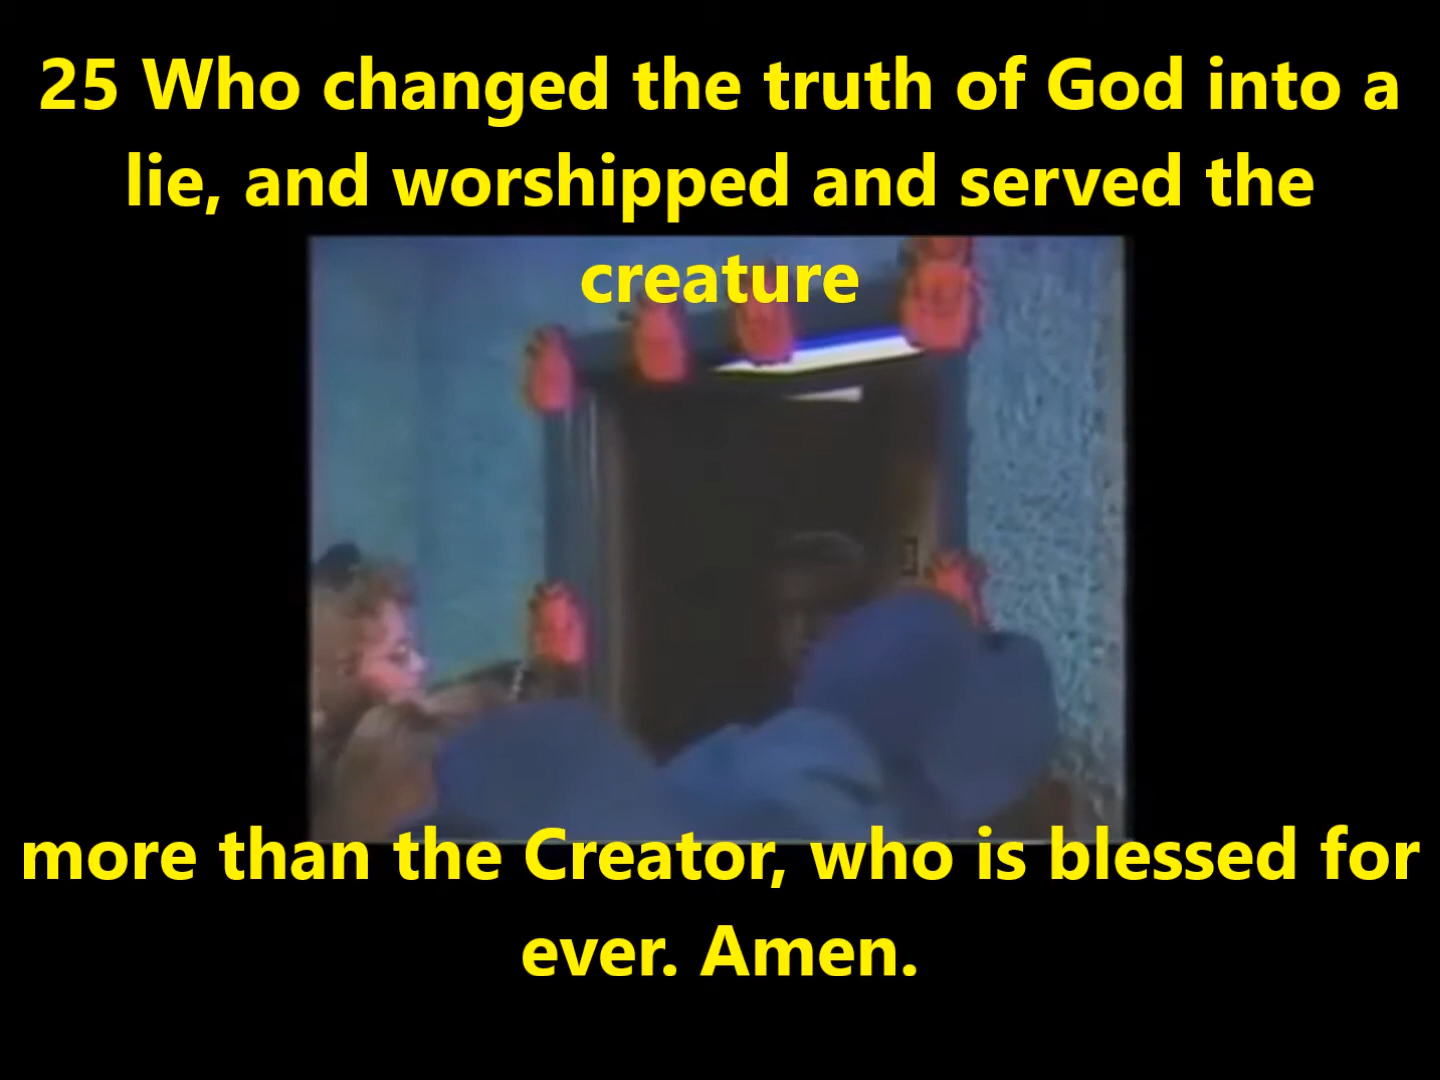 25 Who changed the truth of God into a
lie, and worshipped and served the
creature
more than the Creator, who is blessed for
ever. Amen.